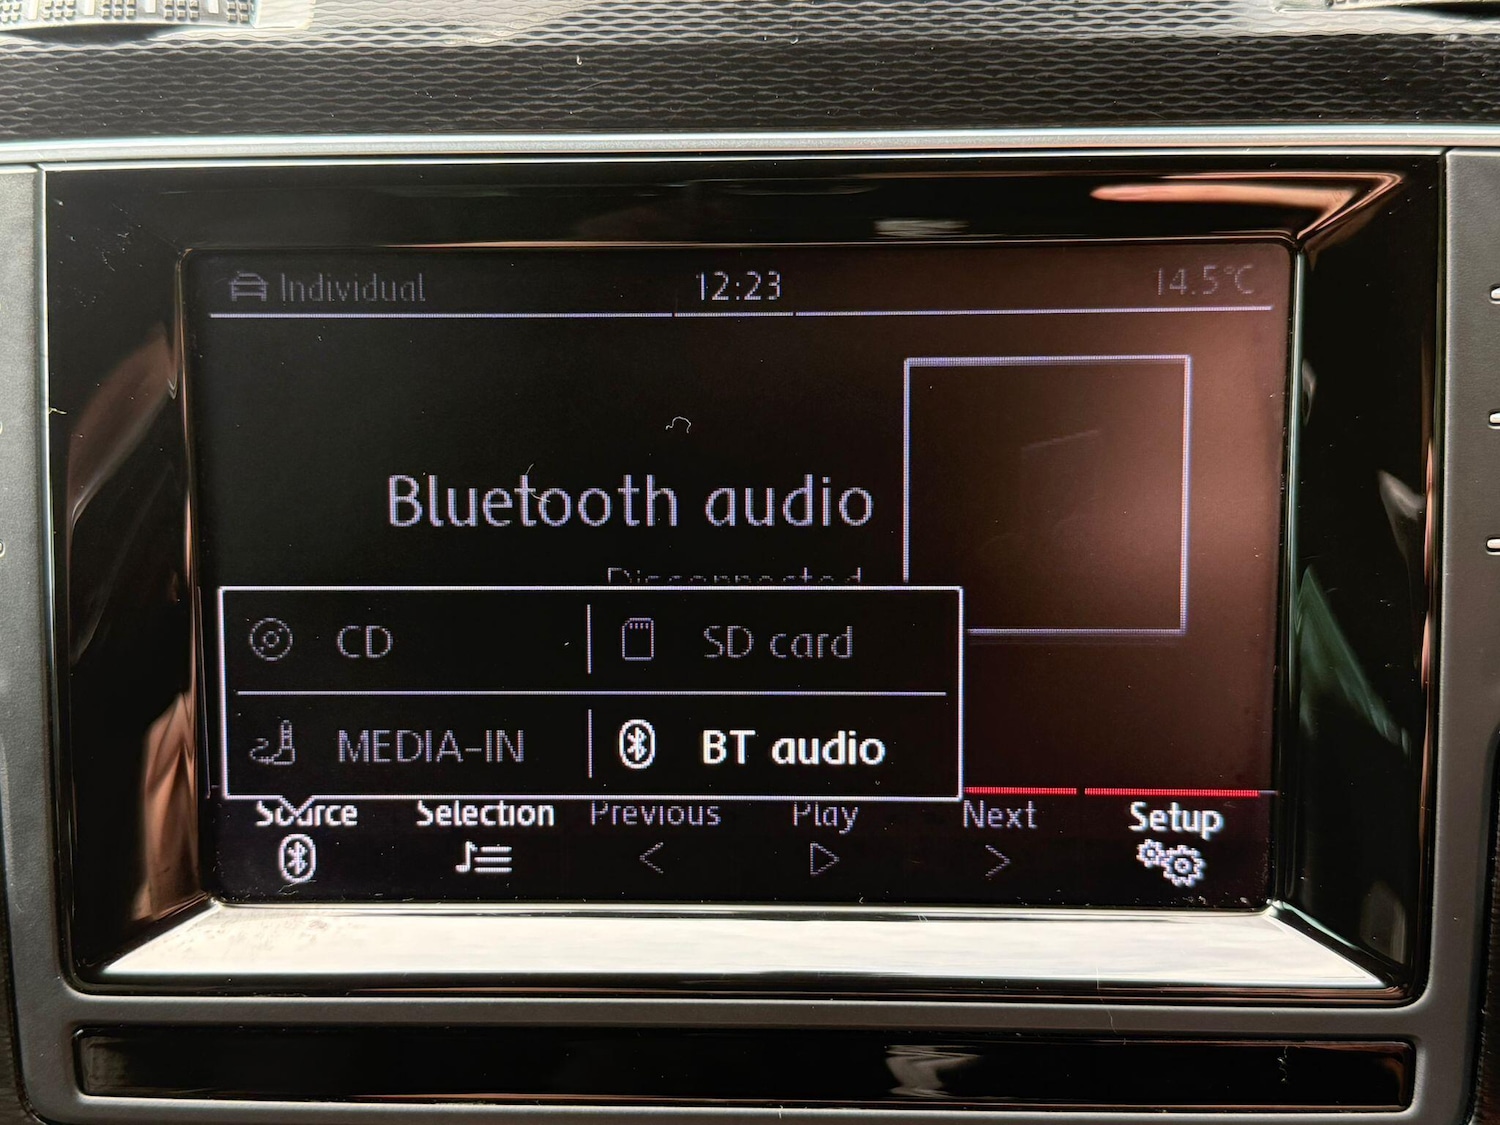 Individual 12:23 14.5°C
Bluetooth audio
Disconnected
CD SD card
MEDIA-IN BT audio
Source Selection Previous Play Next Setup